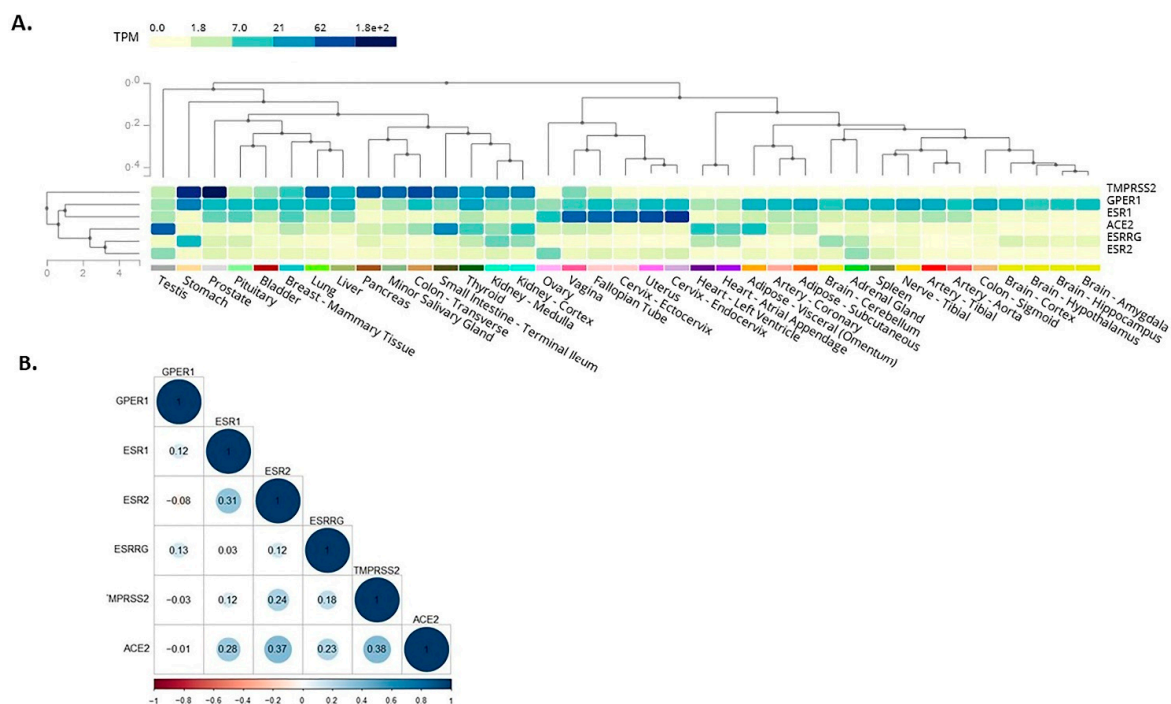 A.
TPM
0.0 1.8 7.0 21 62 1.8e+2
0.0
0.2
0.4
TMPRSS2
GPER1
ESR1
ACE2
ESRRG
ESR2
0 2 4
Testis
Stomach
Prostate
Pituitary
Bladder
Breast - Mammary Tissue
Lung
Liver
Pancreas
Minor Salivary Gland
Colon - Transverse
Small Intestine - Terminal Ileum
Thyroid
Kidney - Medulla
Kidney - Cortex
Ovary
Vagina
Fallopian Tube
Cervix - Ectocervix
Uterus
Cervix - Endocervix
Heart - Left Ventricle
Heart - Atrial Appendage
Adipose - Visceral (Omentum)
Artery - Coronary
Adipose - Subcutaneous
Brain - Cerebellum
Adrenal Gland
Spleen
Nerve - Tibial
Artery - Tibial
Artery - Aorta
Colon - Sigmoid
Brain - Cortex
Brain - Hypothalamus
Brain - Hippocampus
Brain - Amygdala
B.
GPER1
GPER1 1
ESR1
ESR1 0.12 1
ESR2
ESR2 −0.08 0.31 1
ESRRG
ESRRG 0.13 0.03 0.12 1
TMPRSS2
MPRSS2 −0.03 0.12 0.24 0.18 1
ACE2
ACE2 −0.01 0.28 0.37 0.23 0.38 1
−1 −0.8 −0.6 −0.4 −0.2 0 0.2 0.4 0.6 0.8 1